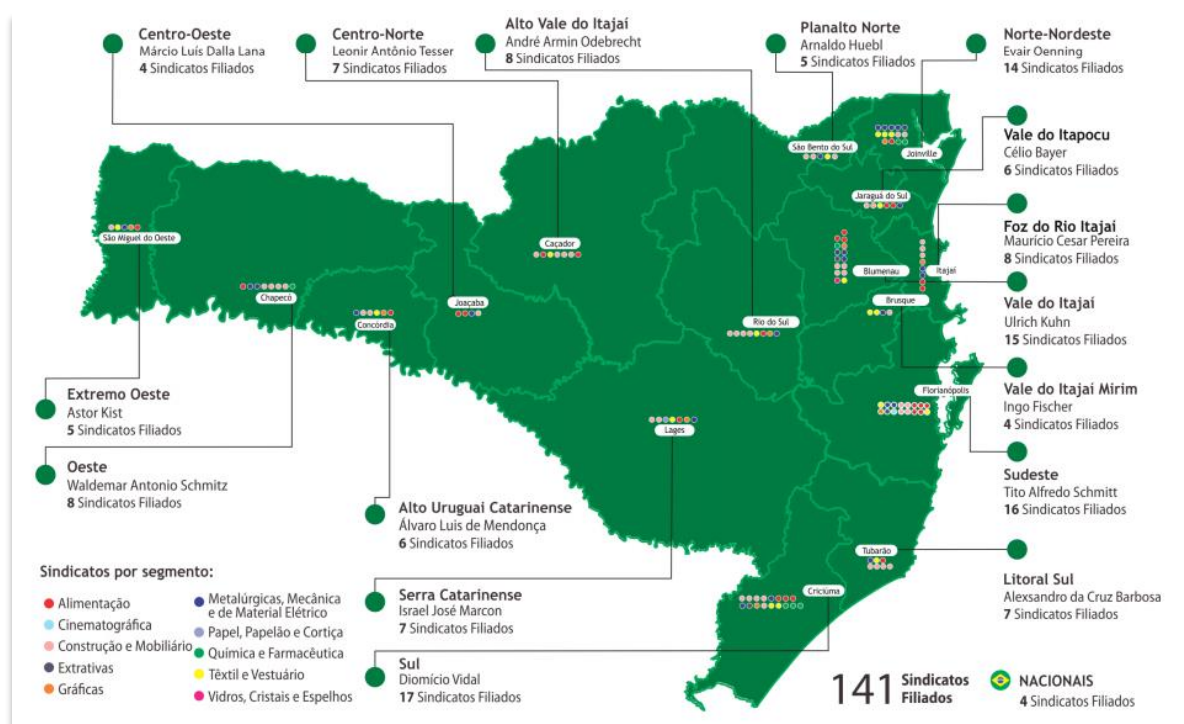 Centro-Oeste
Márcio Luís Dalla Lana
4 Sindicatos Filiados
Centro-Norte
Leonir Antônio Tesser
7 Sindicatos Filiados
Alto Vale do Itajaí
André Armin Odebrecht
8 Sindicatos Filiados
Planalto Norte
Arnaldo Huebl
5 Sindicatos Filiados
Norte-Nordeste
Evair Oenning
14 Sindicatos Filiados
Vale do Itapocu
Célio Bayer
6 Sindicatos Filiados
Foz do Rio Itajaí
Maurício Cesar Pereira
8 Sindicatos Filiados
Vale do Itajaí
Ulrich Kuhn
15 Sindicatos Filiados
Vale do Itajaí Mirim
Ingo Fischer
4 Sindicatos Filiados
Sudeste
Tito Alfredo Schmitt
16 Sindicatos Filiados
Litoral Sul
Alexsandro da Cruz Barbosa
7 Sindicatos Filiados
São Bento do Sul
Joinville
Jaraguá do Sul
São Miguel do Oeste
Caçador
Blumenau
Itajaí
Chapecó
Joaçaba
Brusque
Concórdia
Rio do Sul
Florianópolis
Lages
Tubarão
Criciúma
Extremo Oeste
Astor Kist
5 Sindicatos Filiados
Oeste
Waldemar Antonio Schmitz
8 Sindicatos Filiados
Alto Uruguai Catarinense
Álvaro Luis de Mendonça
6 Sindicatos Filiados
Serra Catarinense
Israel José Marcon
7 Sindicatos Filiados
Sul
Diomício Vidal
17 Sindicatos Filiados
Sindicatos por segmento:
Alimentação
Cinematográfica
Construção e Mobiliário
Extrativas
Gráficas
Metalúrgicas, Mecânica
e de Material Elétrico
Papel, Papelão e Cortiça
Química e Farmacêutica
Têxtil e Vestuário
Vidros, Cristais e Espelhos
141 Sindicatos
Filiados
NACIONAIS
4 Sindicatos Filiados